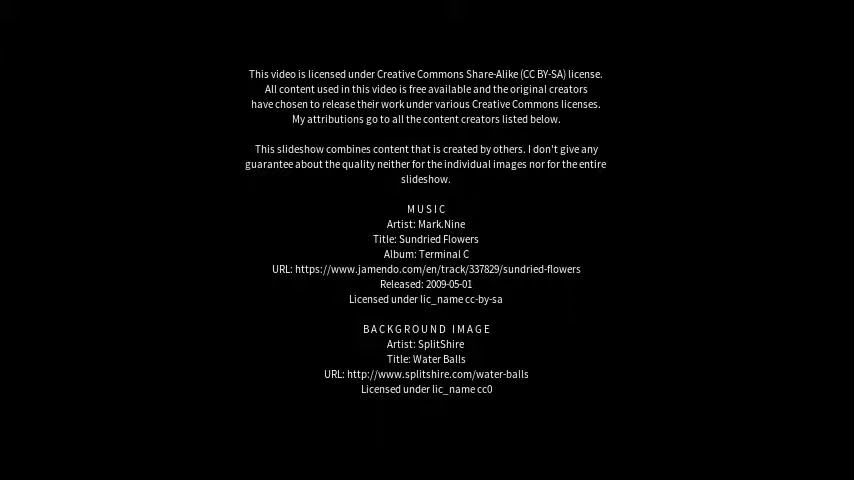 This video is licensed under Creative Commons Share-Alike (CC BY-SA) license.
All content used in this video is free available and the original creators
have chosen to release their work under various Creative Commons licenses.
My attributions go to all the content creators listed below.
This slideshow combines content that is created by others. I don't give any
guarantee about the quality neither for the individual images nor for the entire
slideshow.
MUSIC
Artist: Mark.Nine
Title: Sundried Flowers
Album: Terminal C
URL: https://www.jamendo.com/en/track/337829/sundried-flowers
Released: 2009-05-01
Licensed under lic_name cc-by-sa
BACKGROUND IMAGE
Artist: SplitShire
Title: Water Balls
URL: http://www.splitshire.com/water-balls
Licensed under lic_name cc0